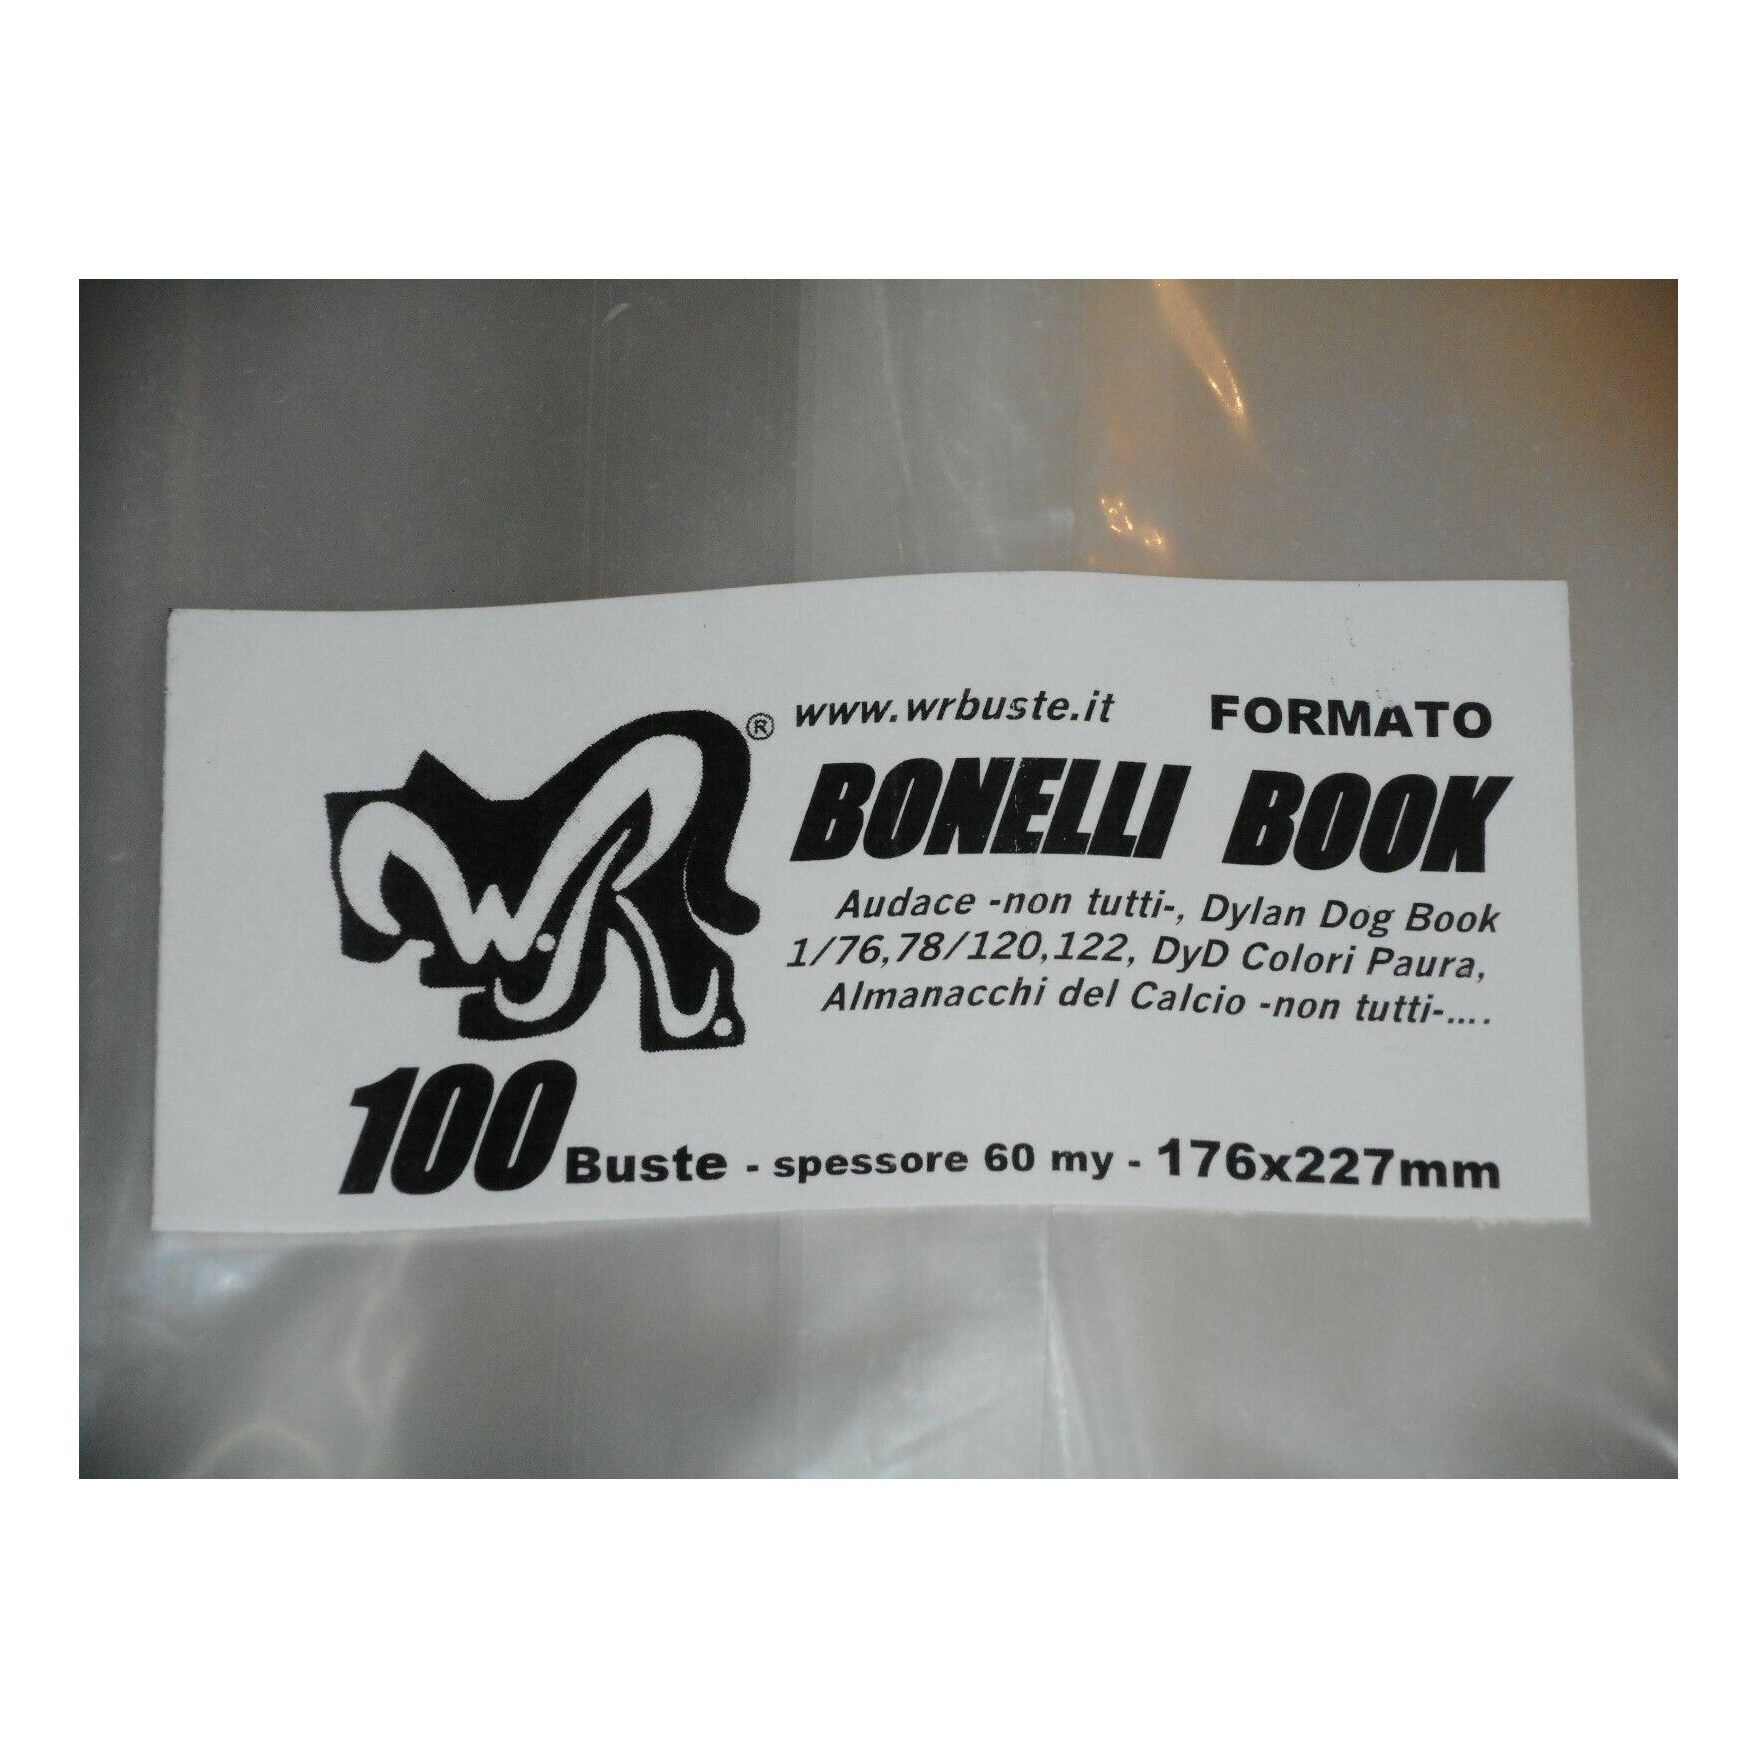 www.wrbuste.it FORMATO
W.R. ®
BONELLI BOOK
Audace -non tutti-, Dylan Dog Book
1/76,78/120,122, DyD Colori Paura,
Almanacchi del Calcio -non tutti-....
100 Buste - spessore 60 my - 176x227mm